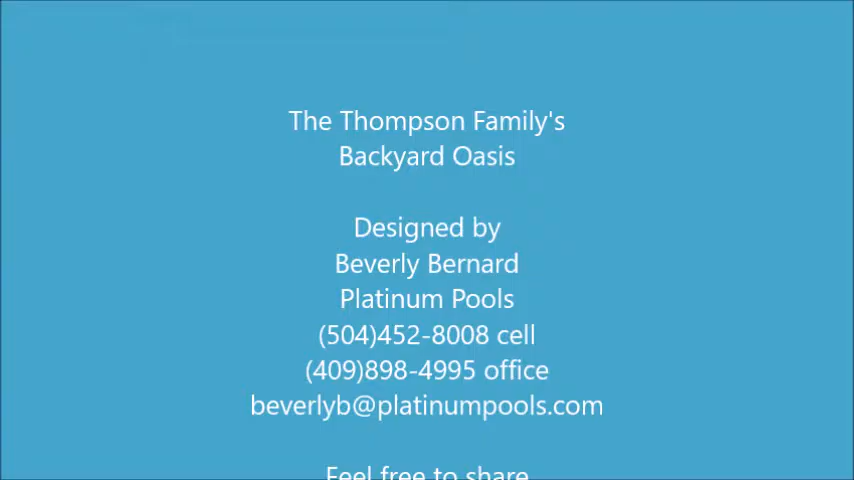 The Thompson Family's
Backyard Oasis
Designed by
Beverly Bernard
Platinum Pools
(504)452-8008 cell
(409)898-4995 office
beverlyb@platinumpools.com
Feel free to share